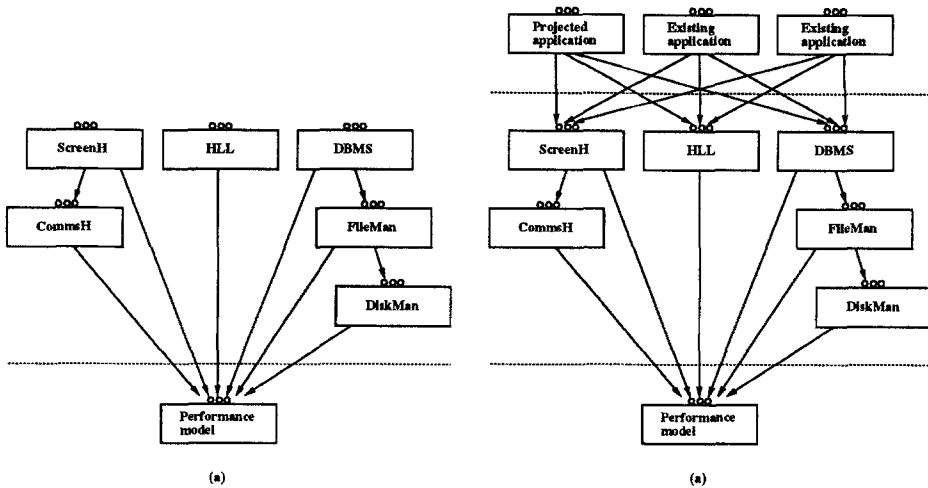 ScreenH
HLL
DBMS
CommsH
FileMan
DiskMan
Performance
model
(a)
Projected
application
Existing
application
Existing
application
ScreenH
HLL
DBMS
CommsH
FileMan
DiskMan
Performance
model
(a)